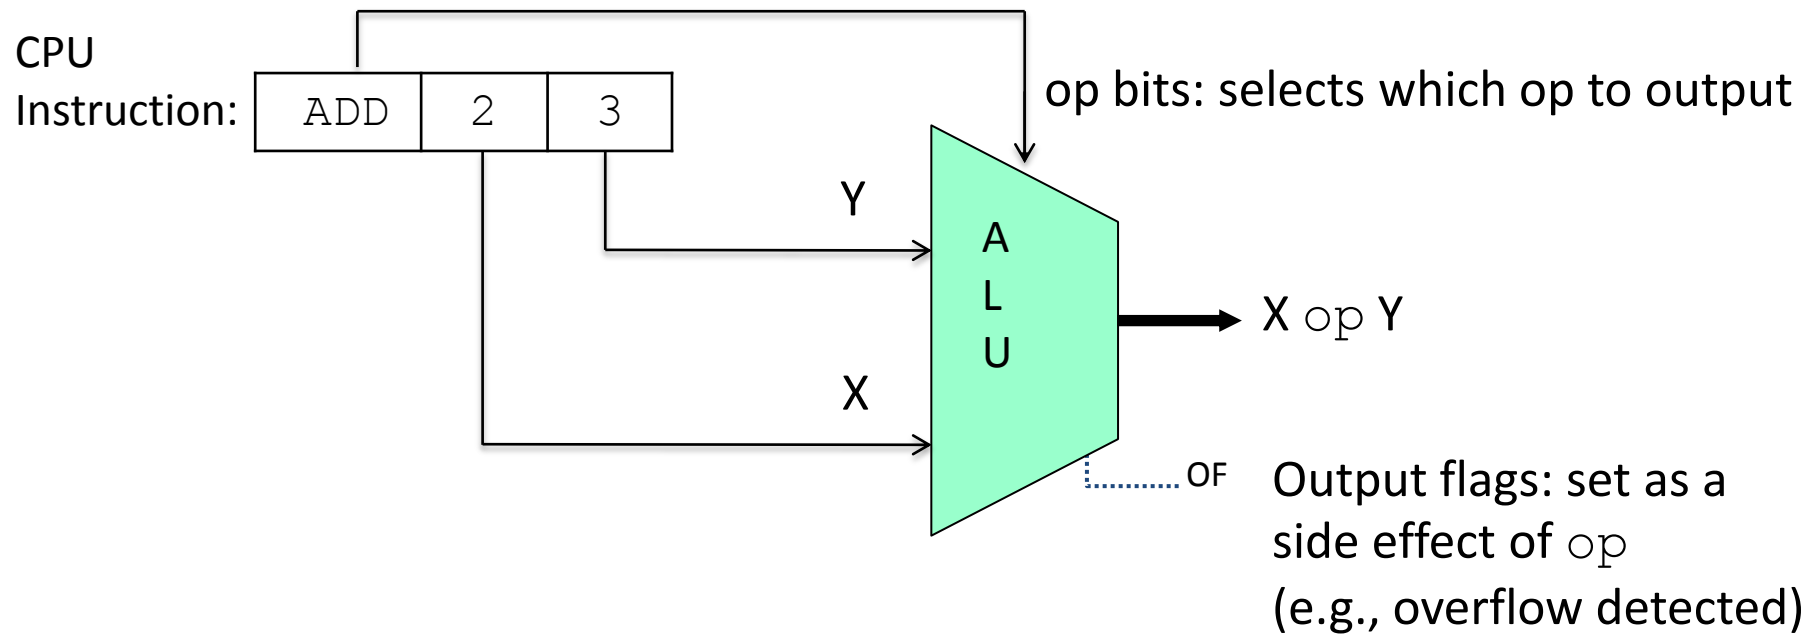 CPU
Instruction:
ADD 2 3
op bits: selects which op to output
Y
A
L
U
X op Y
X
OF
Output flags: set as a
side effect of op
(e.g., overflow detected)